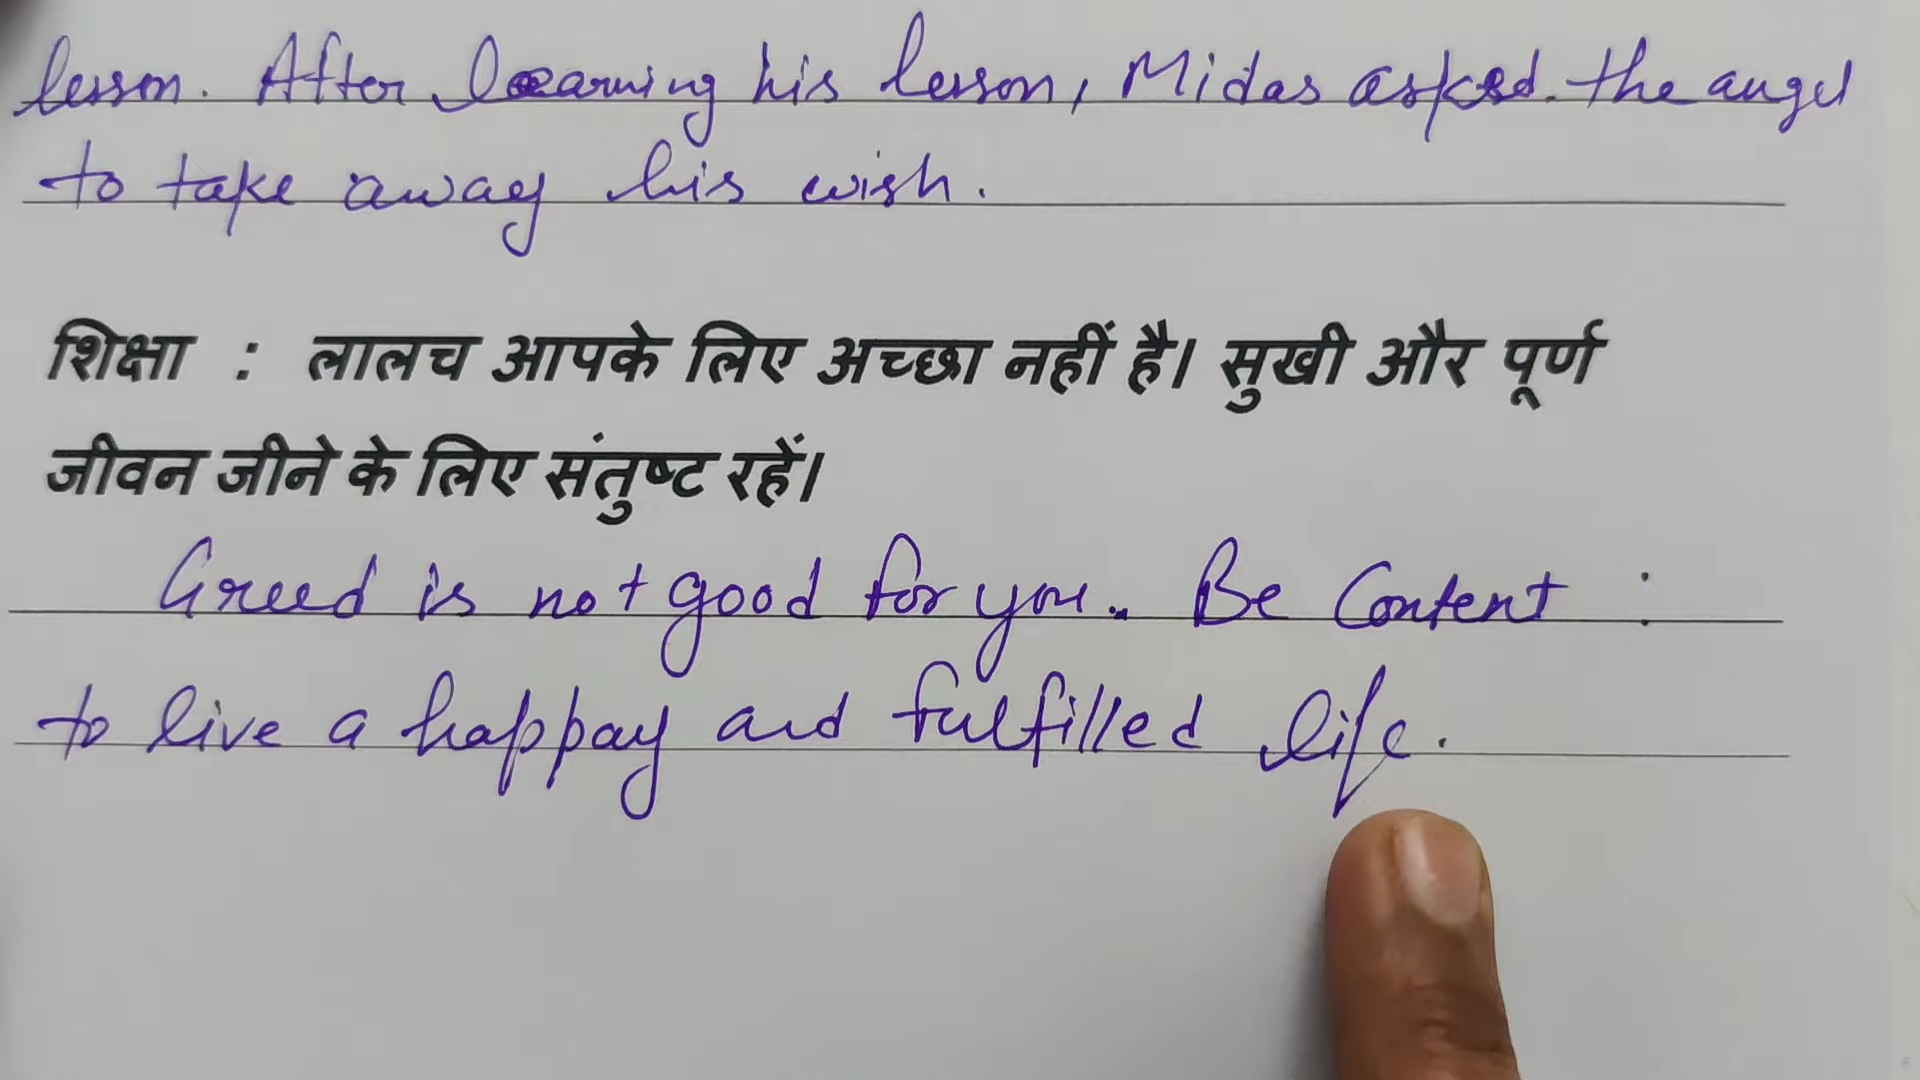 lesson. After learning his lesson, Midas asked the angel
to take away his wish.
शिक्षा : लालच आपके लिए अच्छा नहीं है। सुखी और पूर्ण
जीवन जीने के लिए संतुष्ट रहें।
Greed is not good for you. Be Content :
to live a happay and fulfilled life.